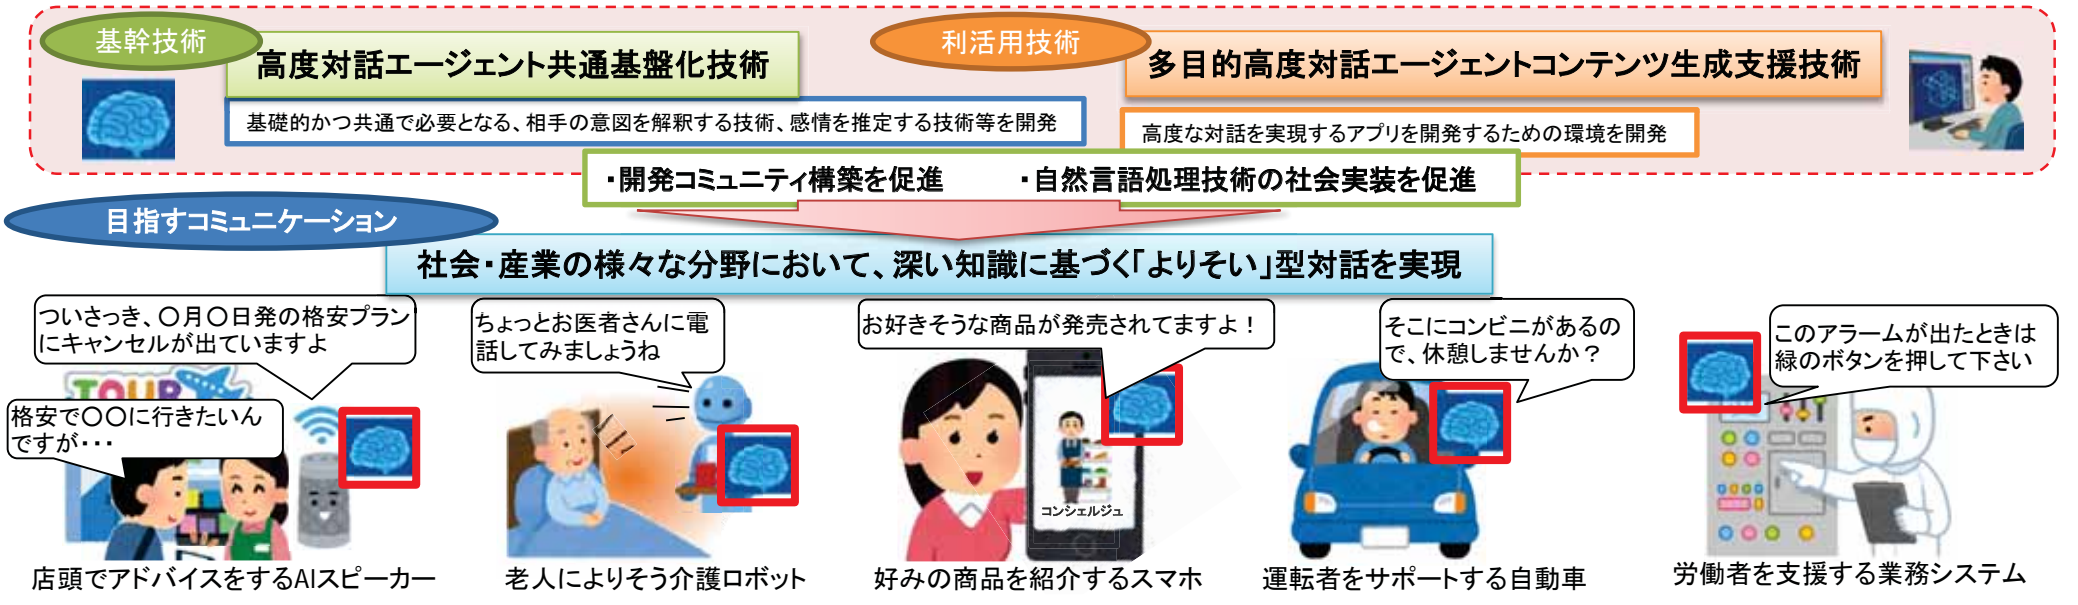 基幹技術
高度対話エージェント共通基盤化技術
基礎的かつ共通で必要となる、相手の意図を解釈する技術、感情を推定する技術等を開発
利活用技術
多目的高度対話エージェントコンテンツ生成支援技術
高度な対話を実現するアプリを開発するための環境を開発
・開発コミュニティ構築を促進　・自然言語処理技術の社会実装を促進
目指すコミュニケーション
社会・産業の様々な分野において、深い知識に基づく「よりそい」型対話を実現
ついさっき、〇月〇日発の格安プラン
にキャンセルが出ていますよ
TOUR
格安で〇〇に行きたいん
ですが・・・
店頭でアドバイスをするAIスピーカー
ちょっとお医者さんに電
話してみましょうね
老人によりそう介護ロボット
お好きそうな商品が発売されてますよ！
コンシェルジュ
好みの商品を紹介するスマホ
そこにコンビニがあるの
で、休憩しませんか？
運転者をサポートする自動車
このアラームが出たときは
緑のボタンを押して下さい
労働者を支援する業務システム